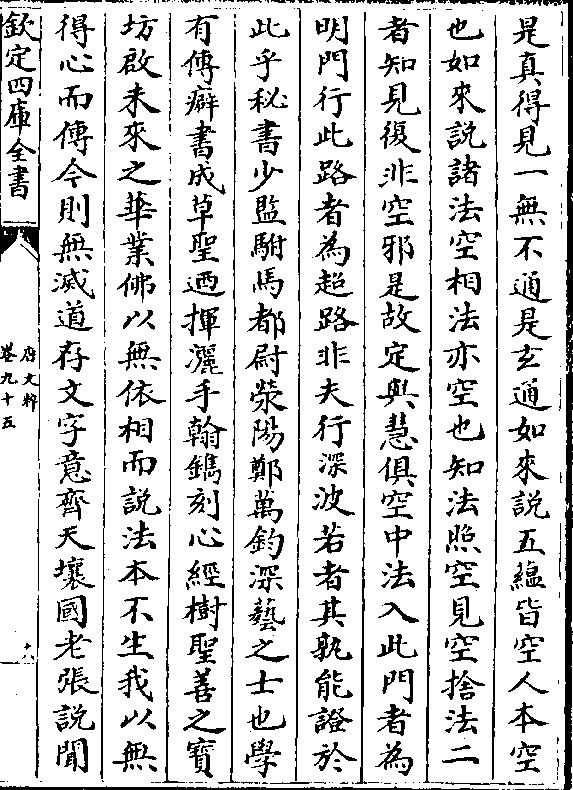 是真得見一無不通是玄通如來說五蘊皆空人本空
也如來說諸法空相法亦空也知法照空見空捨法二
者知見復非空邪是故定與慧俱空中法入此門者為
明門行此路者為超路非夫行深波若者其孰能證於
此乎秘書少監駙馬都尉滎陽鄭萬鈞深藝之士也學
有傳癖書成草聖迺揮灑手翰鐫刻心經樹聖善之寶
坊啟未來之華業佛以無依相而說法本不生我以無
得心而傳今則無滅道存文字意齊天壤國老張說聞
欽定四庫全書
唐文粹
卷九十五